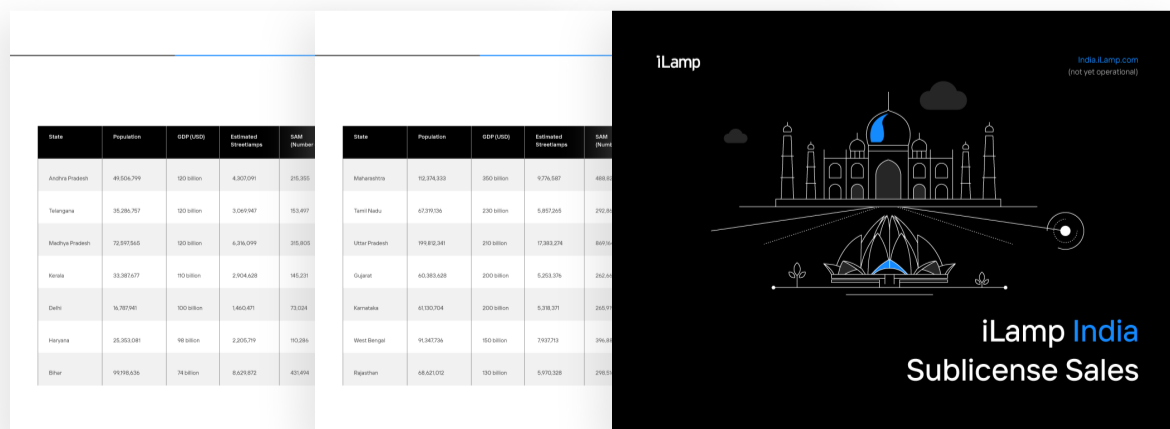 State Population GDP (USD) Estimated Streetlamps SAM (Number
Andhra Pradesh 49,506,799 120 billion 4,307,091 215,355
Telangana 35,286,757 120 billion 3,069,947 153,497
Madhya Pradesh 72,597,565 120 billion 6,316,099 315,805
Kerala 33,387,677 110 billion 2,904,628 145,231
Delhi 16,787,941 100 billion 1,460,471 73,024
Haryana 25,353,081 98 billion 2,205,719 110,286
Bihar 99,198,636 74 billion 8,629,872 431,494
State Population GDP (USD) Estimated Streetlamps SAM
Maharashtra 112,374,333 350 billion 9,776,587
Tamil Nadu 67,319,136 230 billion 5,857,265
Uttar Pradesh 199,812,341 210 billion 17,383,274
Gujarat 60,383,628 200 billion 5,253,376
Karnataka 61,130,704 200 billion 5,318,371
West Bengal 91,347,736 150 billion 7,937,713
Rajasthan 68,621,012 130 billion 5,970,328
iLamp
India.iLamp.com
(not yet operational)
iLamp India
Sublicense Sales